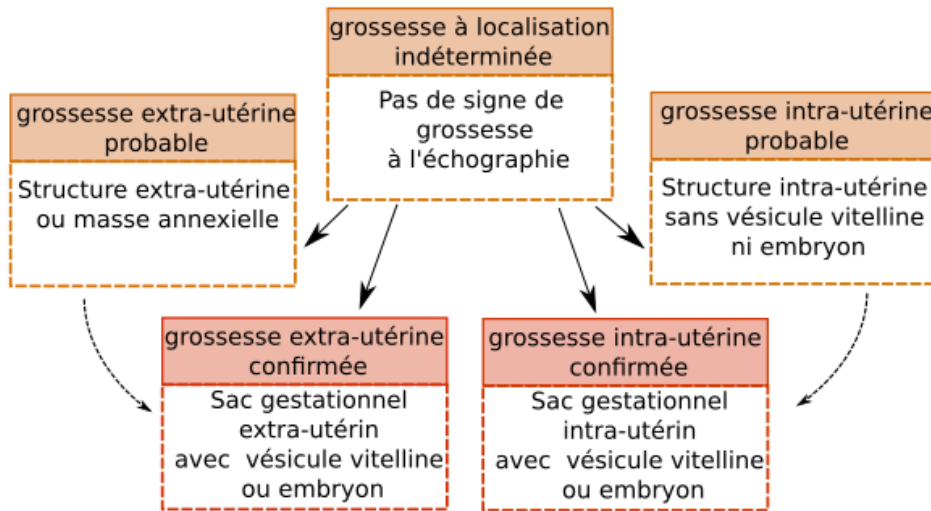 grossesse à localisation
indéterminée
Pas de signe de
grossesse
à l'échographie
grossesse extra-utérine
probable
Structure extra-utérine
ou masse annexielle
grossesse intra-utérine
probable
Structure intra-utérine
sans vésicule vitelline
ni embryon
grossesse extra-utérine
confirmée
Sac gestationnel
extra-utérin
avec vésicule vitelline
ou embryon
grossesse intra-utérine
confirmée
Sac gestationnel
intra-utérin
avec vésicule vitelline
ou embryon